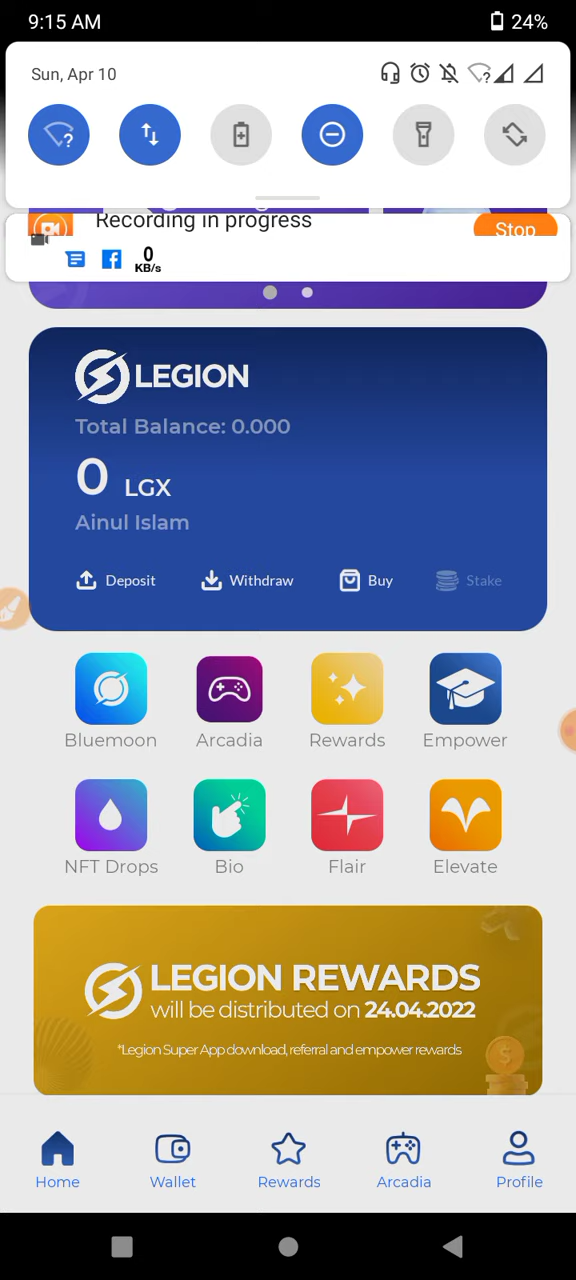 9:15 AM 24%
Sun, Apr 10
?
?
Recording in progress
Stop
0
KB/s
LEGION
Total Balance: 0.000
0 LGX
Ainul Islam
Deposit Withdraw Buy Stake
Bluemoon Arcadia Rewards Empower
NFT Drops Bio Flair Elevate
LEGION REWARDS
will be distributed on 24.04.2022
*Legion Super App download, referral and empower rewards
Home Wallet Rewards Arcadia Profile